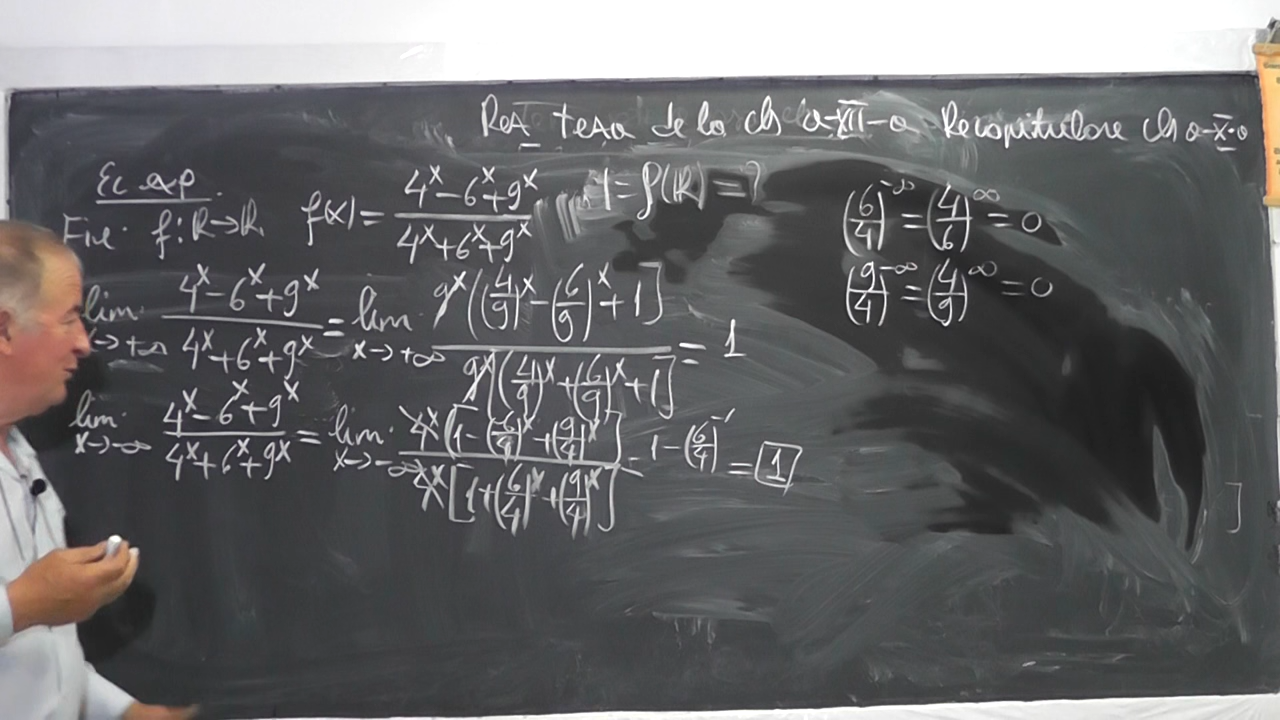 Rez teza de la cls a-XII-a Recapitulare cls a-X-a
Ec exp
Fie: f: ℝ→ℝ, f(x) = (4^x - 6^x + 9^x)/(4^x + 6^x + 9^x) I = f(ℝ) = ?
lim x→+∞ (4^x - 6^x + 9^x)/(4^x + 6^x + 9^x) = lim x→+∞ 9^x((4/9)^x - (6/9)^x + 1]/9^x[(4/9)^x + (6/9)^x + 1] = 1
lim x→-∞ (4^x - 6^x + 9^x)/(4^x + 6^x + 9^x) = lim x→-∞ 4^x(1 - (6/4)^x + (9/4)^x]/4^x[1 + (6/4)^x + (9/4)^x] = 1 - (6/4)^- = 1
(6/4)^-∞ = (4/6)^∞ = 0
(9/4)^-∞ = (4/9)^∞ = 0
]